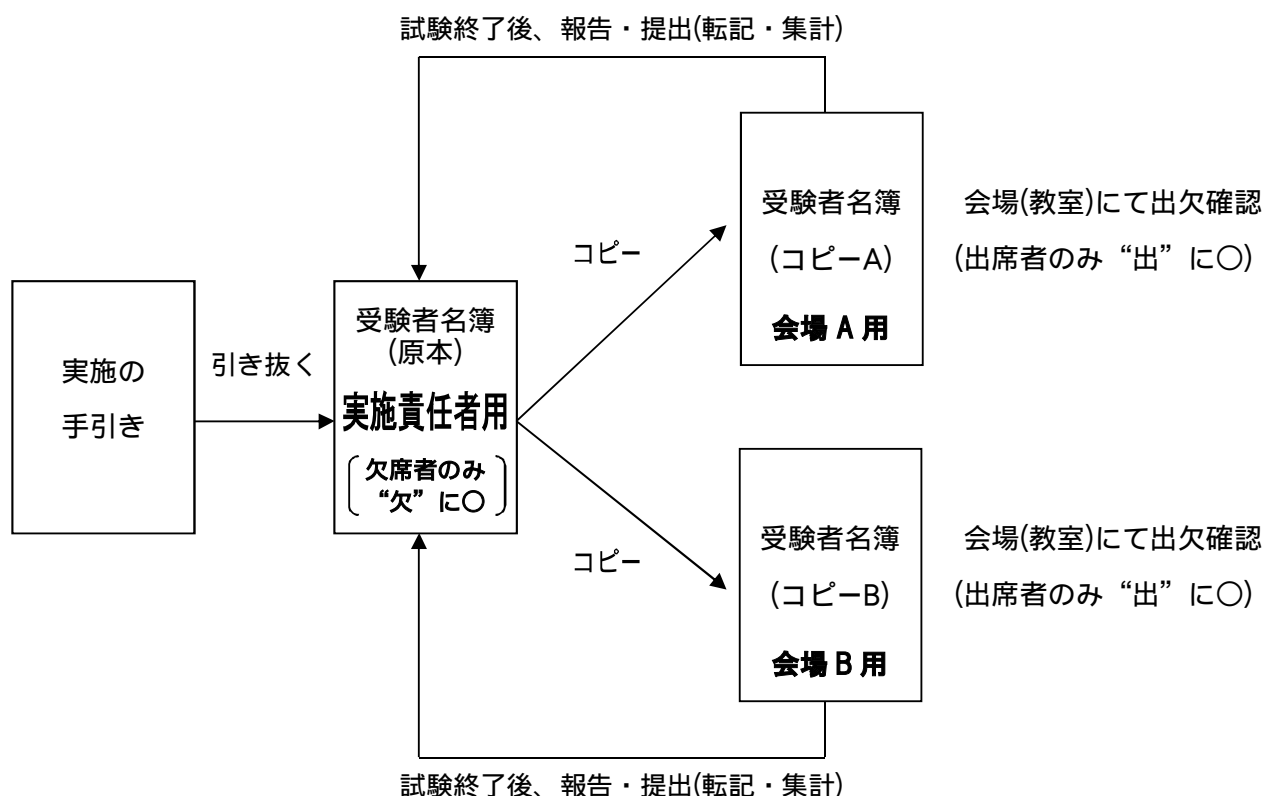 試験終了後、報告・提出(転記・集計)
受験者名簿
(コピーA)
会場 A 用
会場(教室)にて出欠確認
(出席者のみ“出”に〇)
コピー
実施の
手引き
引き抜く
受験者名簿
(原本)
実施責任者用
欠席者のみ
“欠”に〇
コピー
受験者名簿
(コピーB)
会場 B 用
会場(教室)にて出欠確認
(出席者のみ“出”に〇)
試験終了後、報告・提出(転記・集計)